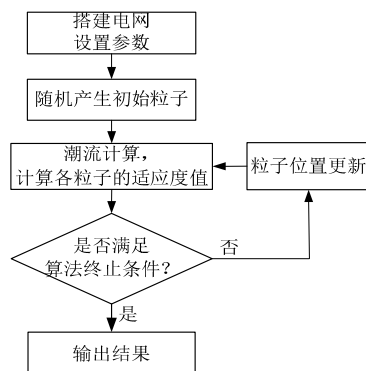 搭建电网
设置参数
随机产生初始粒子
潮流计算，
计算各粒子的适应度值
粒子位置更新
是否满足
算法终止条件？
否
是
输出结果